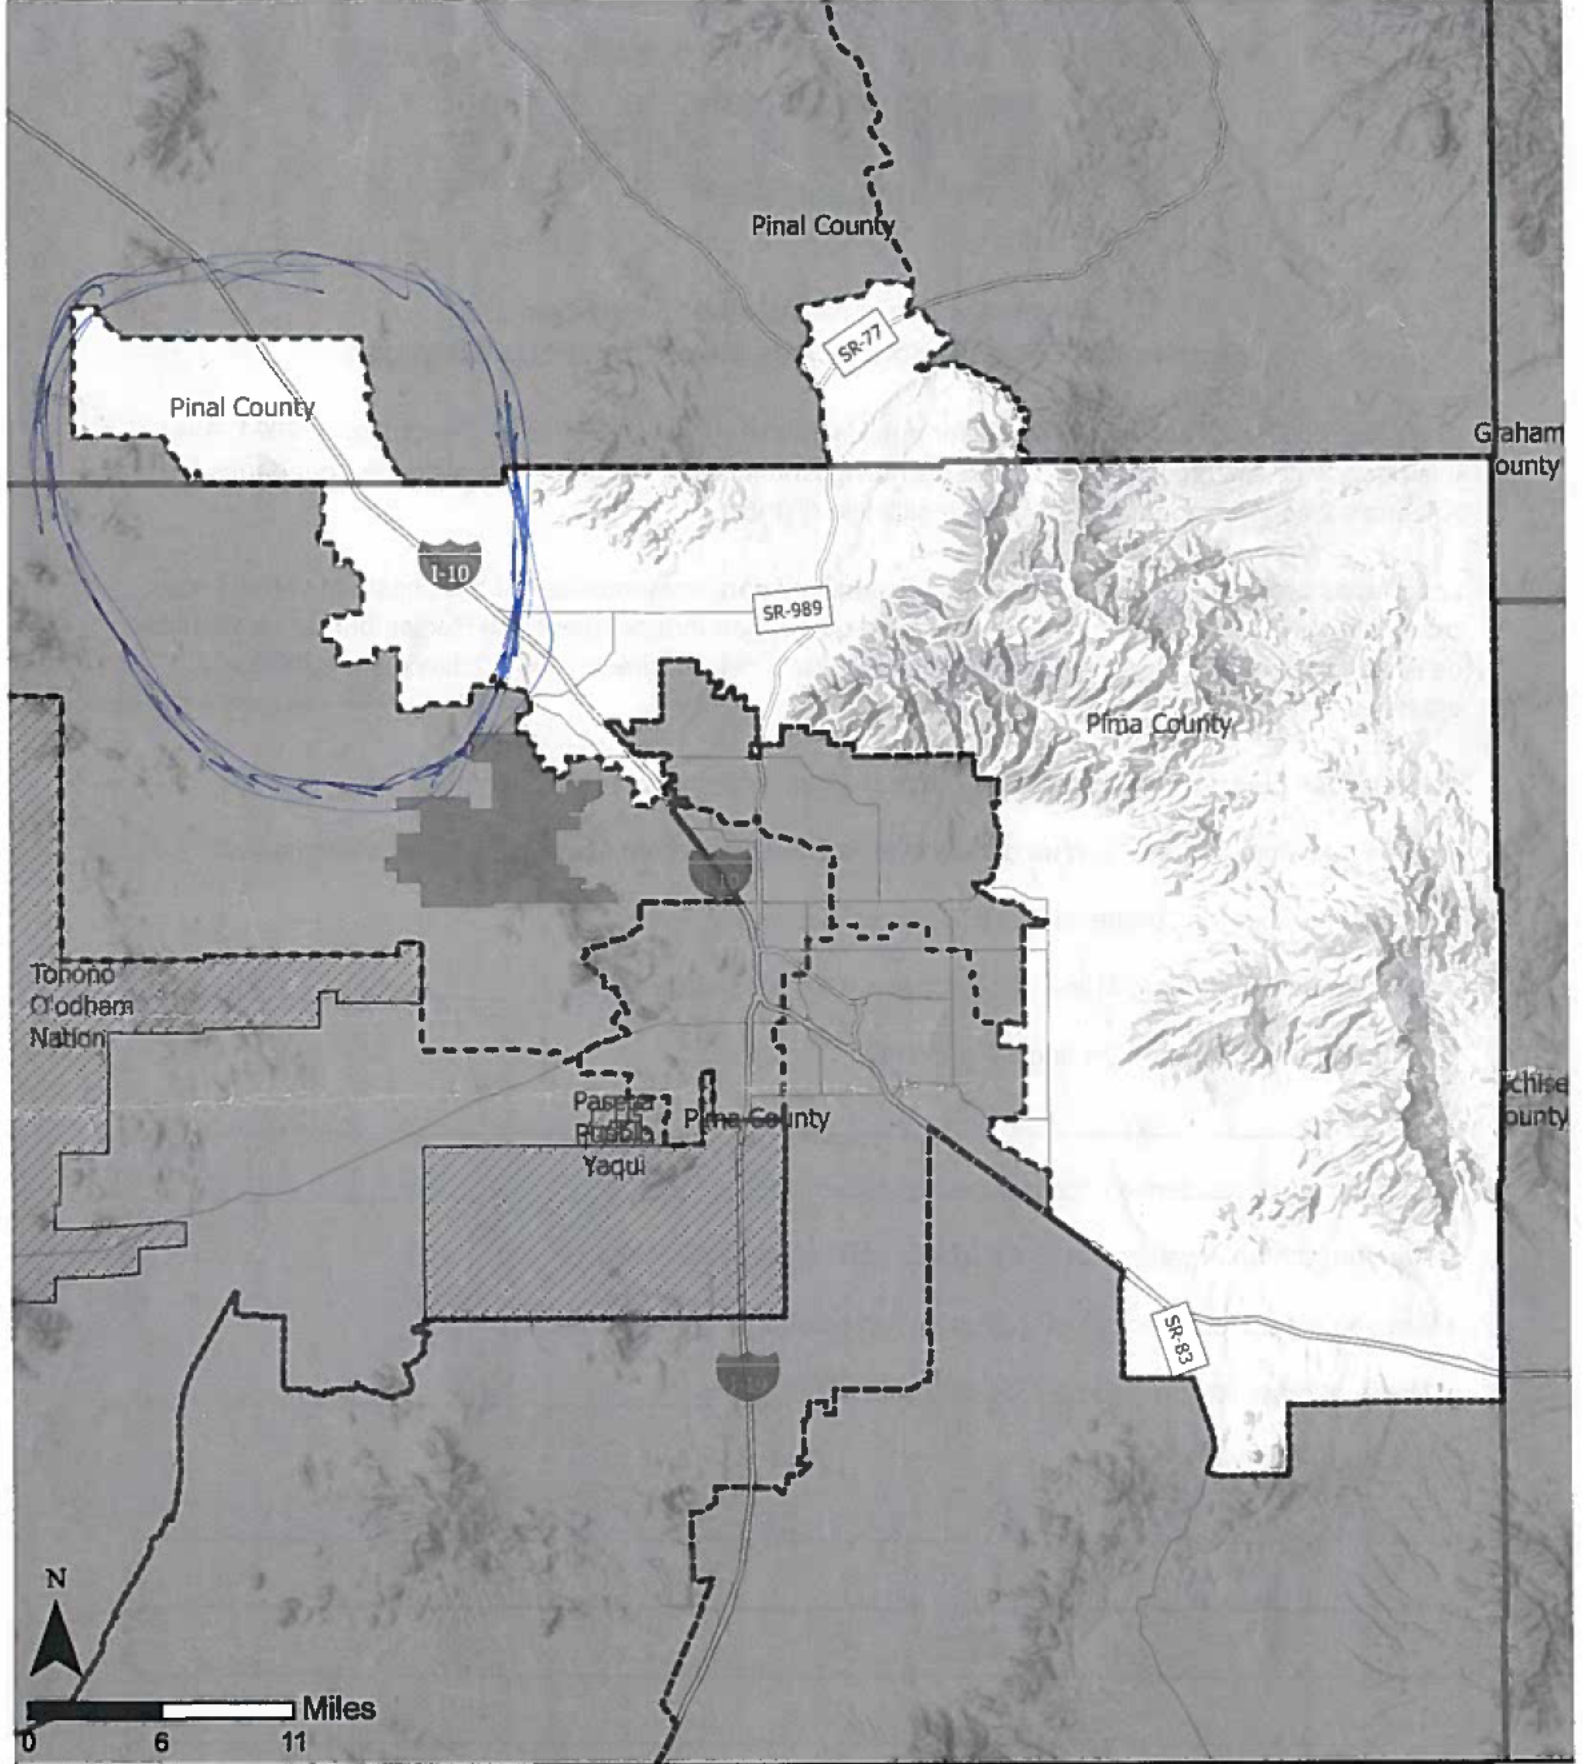 Pinal County
SR-77
Pinal County
Graham
ounty
I-10
SR-989
Pima County
I-10
Tohono
O'odham
Nation
Pascua
Pueblo
Yaqui
Pima County
chise
ounty
SR-83
N
Miles
0 6 11